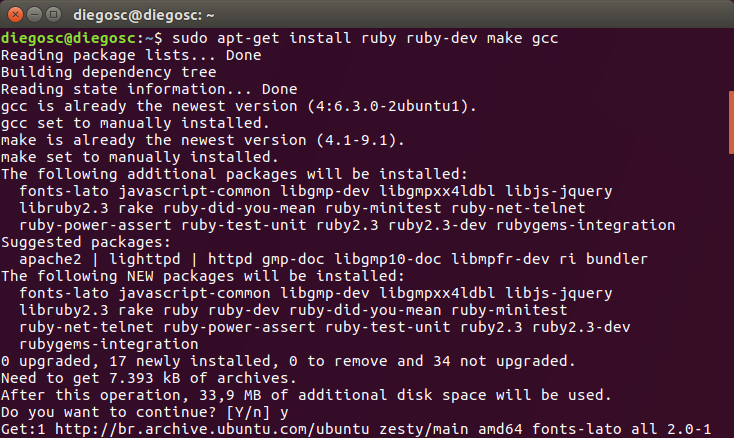 diegosc@diegosc: ~
diegosc@diegosc:~$ sudo apt-get install ruby ruby-dev make gcc
Reading package lists... Done
Building dependency tree
Reading state information... Done
gcc is already the newest version (4:6.3.0-2ubuntu1).
gcc set to manually installed.
make is already the newest version (4.1-9.1).
make set to manually installed.
The following additional packages will be installed:
  fonts-lato javascript-common libgmp-dev libgmpxx4ldbl libjs-jquery
  libruby2.3 rake ruby-did-you-mean ruby-minitest ruby-net-telnet
  ruby-power-assert ruby-test-unit ruby2.3 ruby2.3-dev rubygems-integration
Suggested packages:
  apache2 | lighttpd | httpd gmp-doc libgmp10-doc libmpfr-dev ri bundler
The following NEW packages will be installed:
  fonts-lato javascript-common libgmp-dev libgmpxx4ldbl libjs-jquery
  libruby2.3 rake ruby ruby-dev ruby-did-you-mean ruby-minitest
  ruby-net-telnet ruby-power-assert ruby-test-unit ruby2.3 ruby2.3-dev
  rubygems-integration
0 upgraded, 17 newly installed, 0 to remove and 34 not upgraded.
Need to get 7.393 kB of archives.
After this operation, 33,9 MB of additional disk space will be used.
Do you want to continue? [Y/n] y
Get:1 http://br.archive.ubuntu.com/ubuntu zesty/main amd64 fonts-lato all 2.0-1